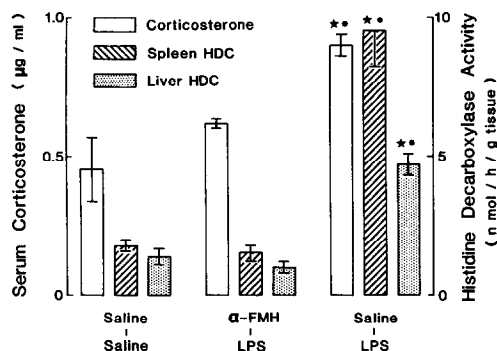 Corticosterone
Spleen HDC
Liver HDC
Serum Corticosterone ( μg / ml )
1.0
0.5
0
Histidine Decarboxylase Activity
( n mol / h / g tissue )
10
5
0
★ •
★ •
★ •
Saline
Saline
α-FMH
LPS
Saline
LPS